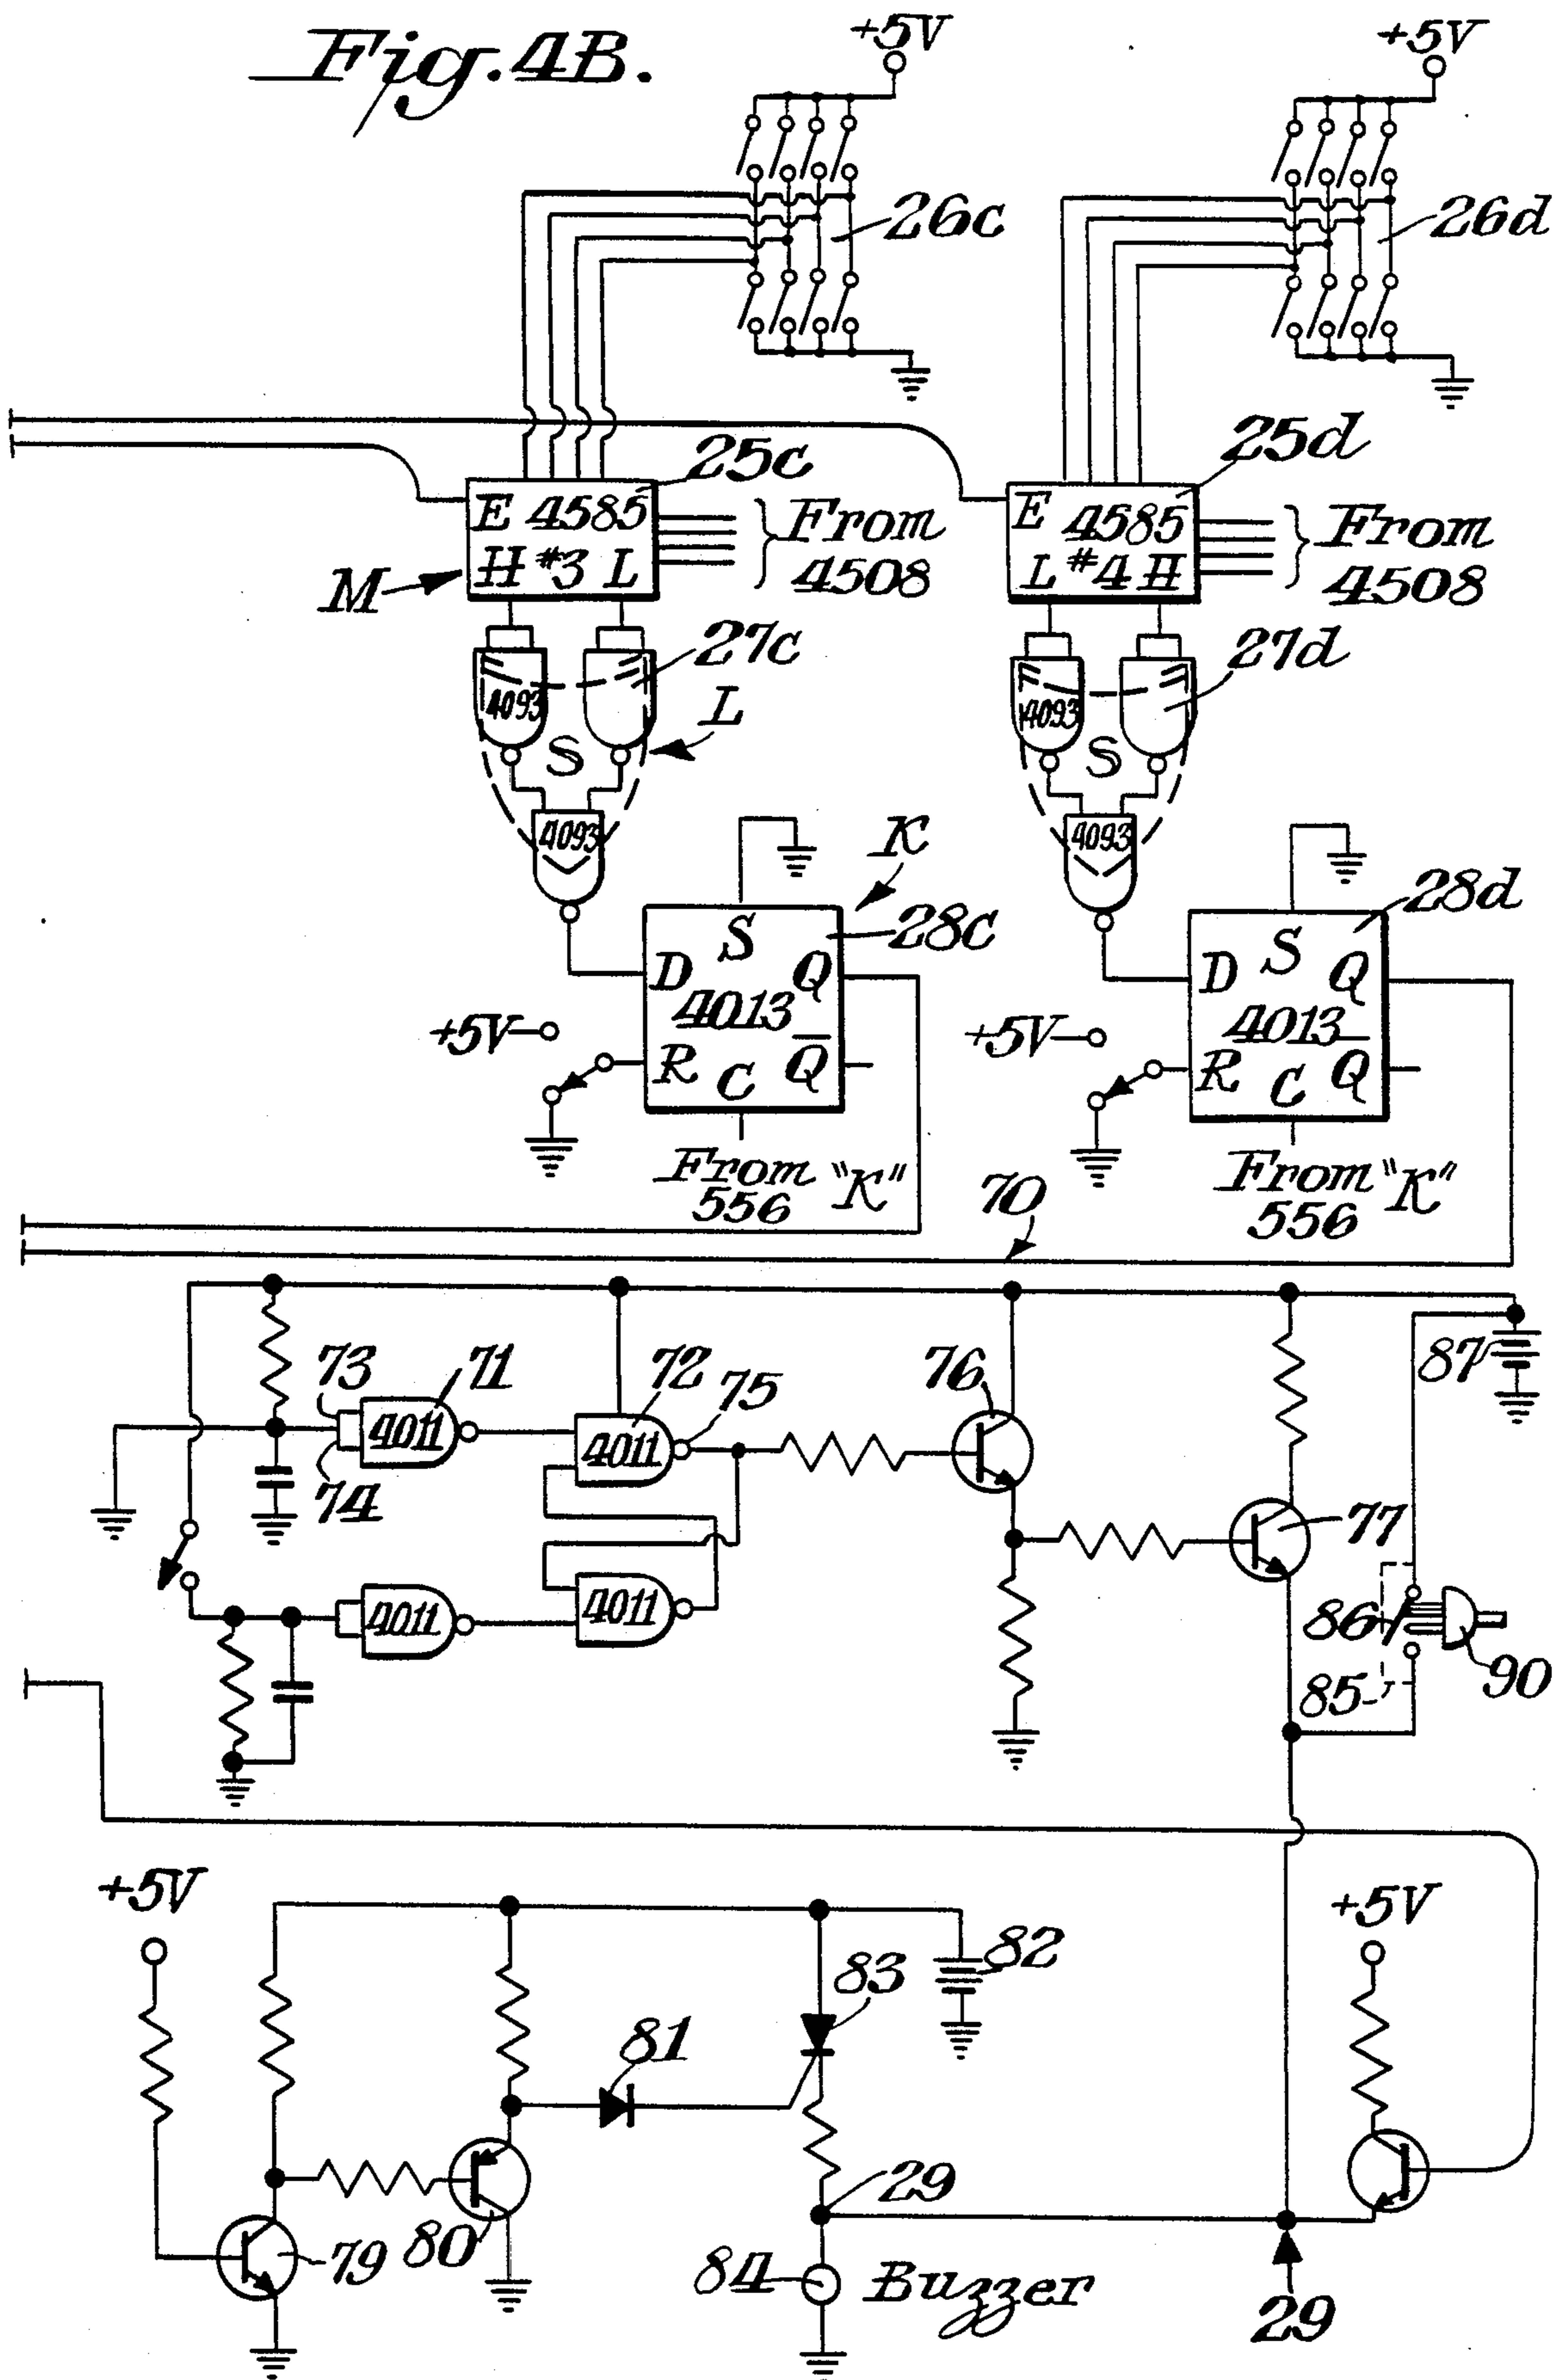 Fig. 4B.
+5V
+5V
26c
26d
25c
25d
E 4585
H #3 L
From
4508
E 4585
L #4 H
From
4508
M
27c
27d
4093
4093
S
L
S
4093
4093
K
28c
28d
S
D Q
4013
R C Q̅
S
D Q
4013
R C Q̅
+5V
+5V
From "K"
556
From "K"
556
70
73
71
72
75
76
87
4011
4011
74
77
4011
4011
86
85
90
+5V
+5V
82
83
81
29
79
80
84
Buzzer
29